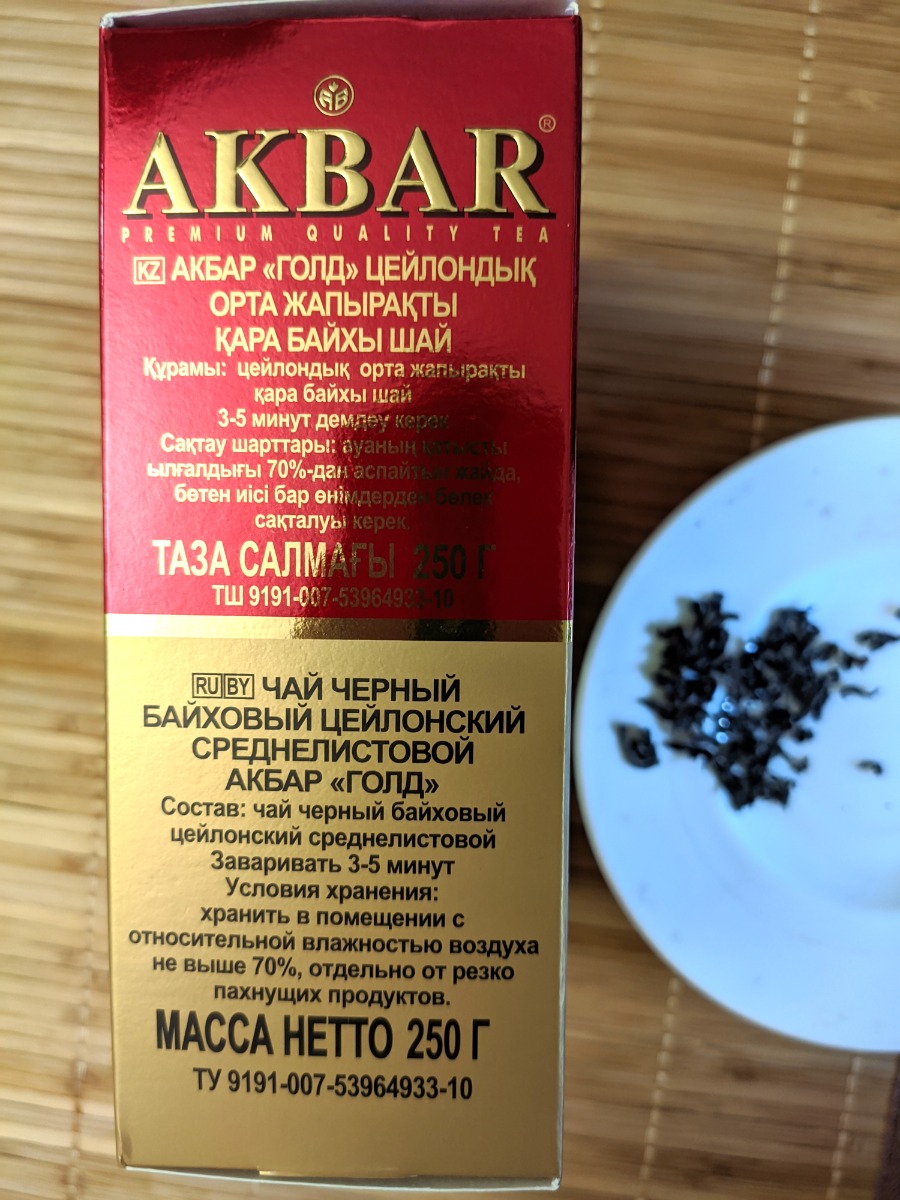 AB
AKBAR®
PREMIUM QUALITY TEA
KZ АКБАР «ГОЛД» ЦЕЙЛОНДЫҚ
ОРТА ЖАПЫРАҚТЫ
ҚАРА БАЙХЫ ШАЙ
Құрамы: цейлондық орта жапырақты
қара байхы шай
3-5 минут демдеу керек
Сақтау шарттары: ауаның қатысты
ылғалдығы 70%-дан аспайтын жайда,
бөтен иісі бар өнімдерден бөлек
сақталуы керек.
ТАЗА САЛМАҒЫ 250 Г
ТШ 9191-007-53964933-10
RU BY ЧАЙ ЧЕРНЫЙ
БАЙХОВЫЙ ЦЕЙЛОНСКИЙ
СРЕДНЕЛИСТОВОЙ
АКБАР «ГОЛД»
Состав: чай черный байховый
цейлонский среднелистовой
Заваривать 3-5 минут
Условия хранения:
хранить в помещении с
относительной влажностью воздуха
не выше 70%, отдельно от резко
пахнущих продуктов.
МАССА НЕТТО 250 Г
ТУ 9191-007-53964933-10